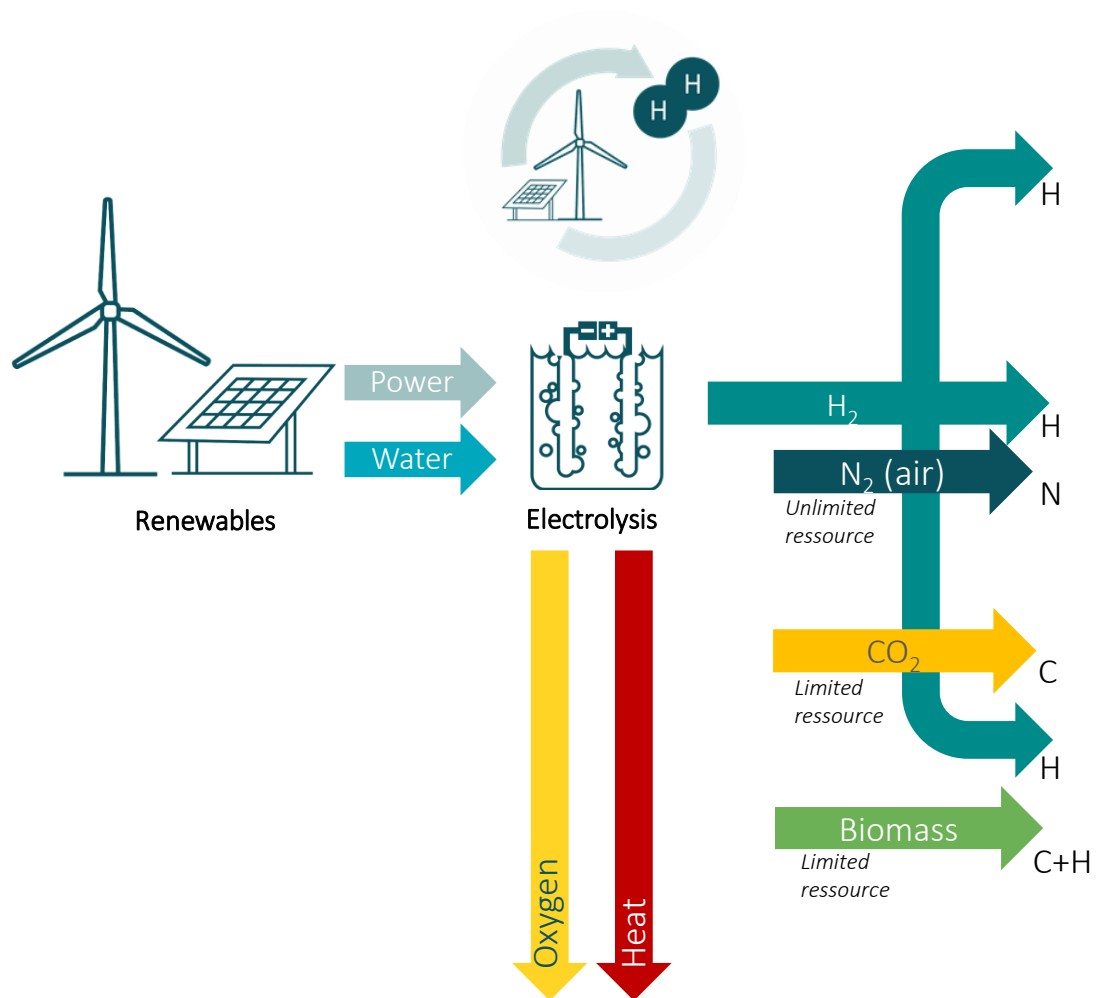 H
H
H
Power
H₂
H
Water
N₂ (air)
N
Renewables
Electrolysis
Unlimited
ressource
CO₂
C
Limited
ressource
H
Biomass
Limited
ressource
C+H
Oxygen
Heat